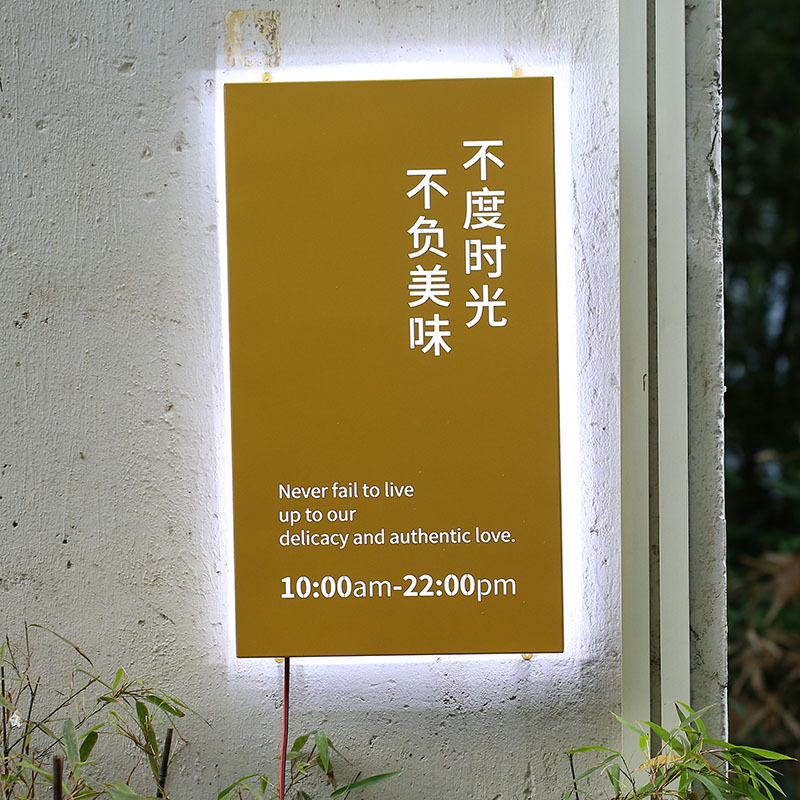 不度时光
不负美味
Never fail to live
up to our
delicacy and authentic love.
10:00am-22:00pm